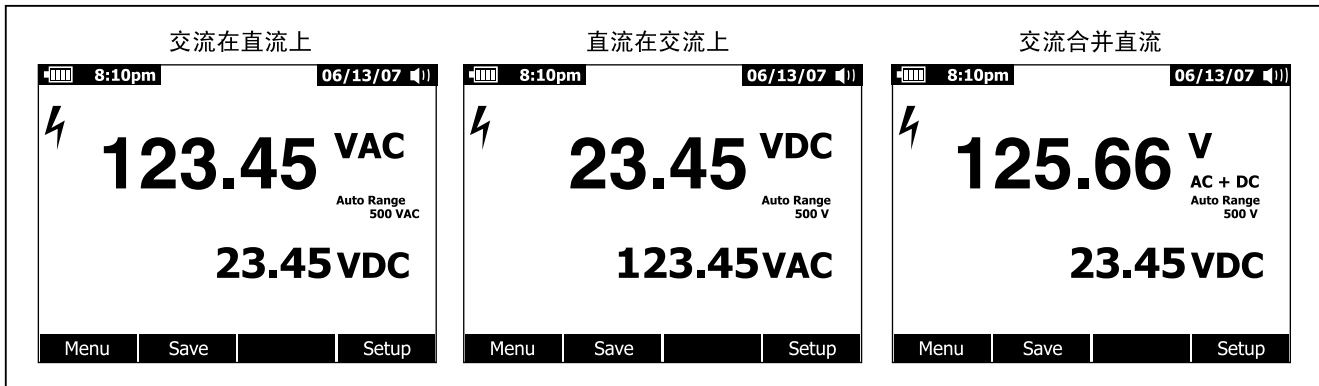 交流在直流上
8:10pm 06/13/07
123.45 VAC
Auto Range
500 VAC
23.45 VDC
Menu Save Setup
直流在交流上
8:10pm 06/13/07
23.45 VDC
Auto Range
500 V
123.45 VAC
Menu Save Setup
交流合并直流
8:10pm 06/13/07
125.66 V
AC + DC
Auto Range
500 V
23.45 VDC
Menu Save Setup